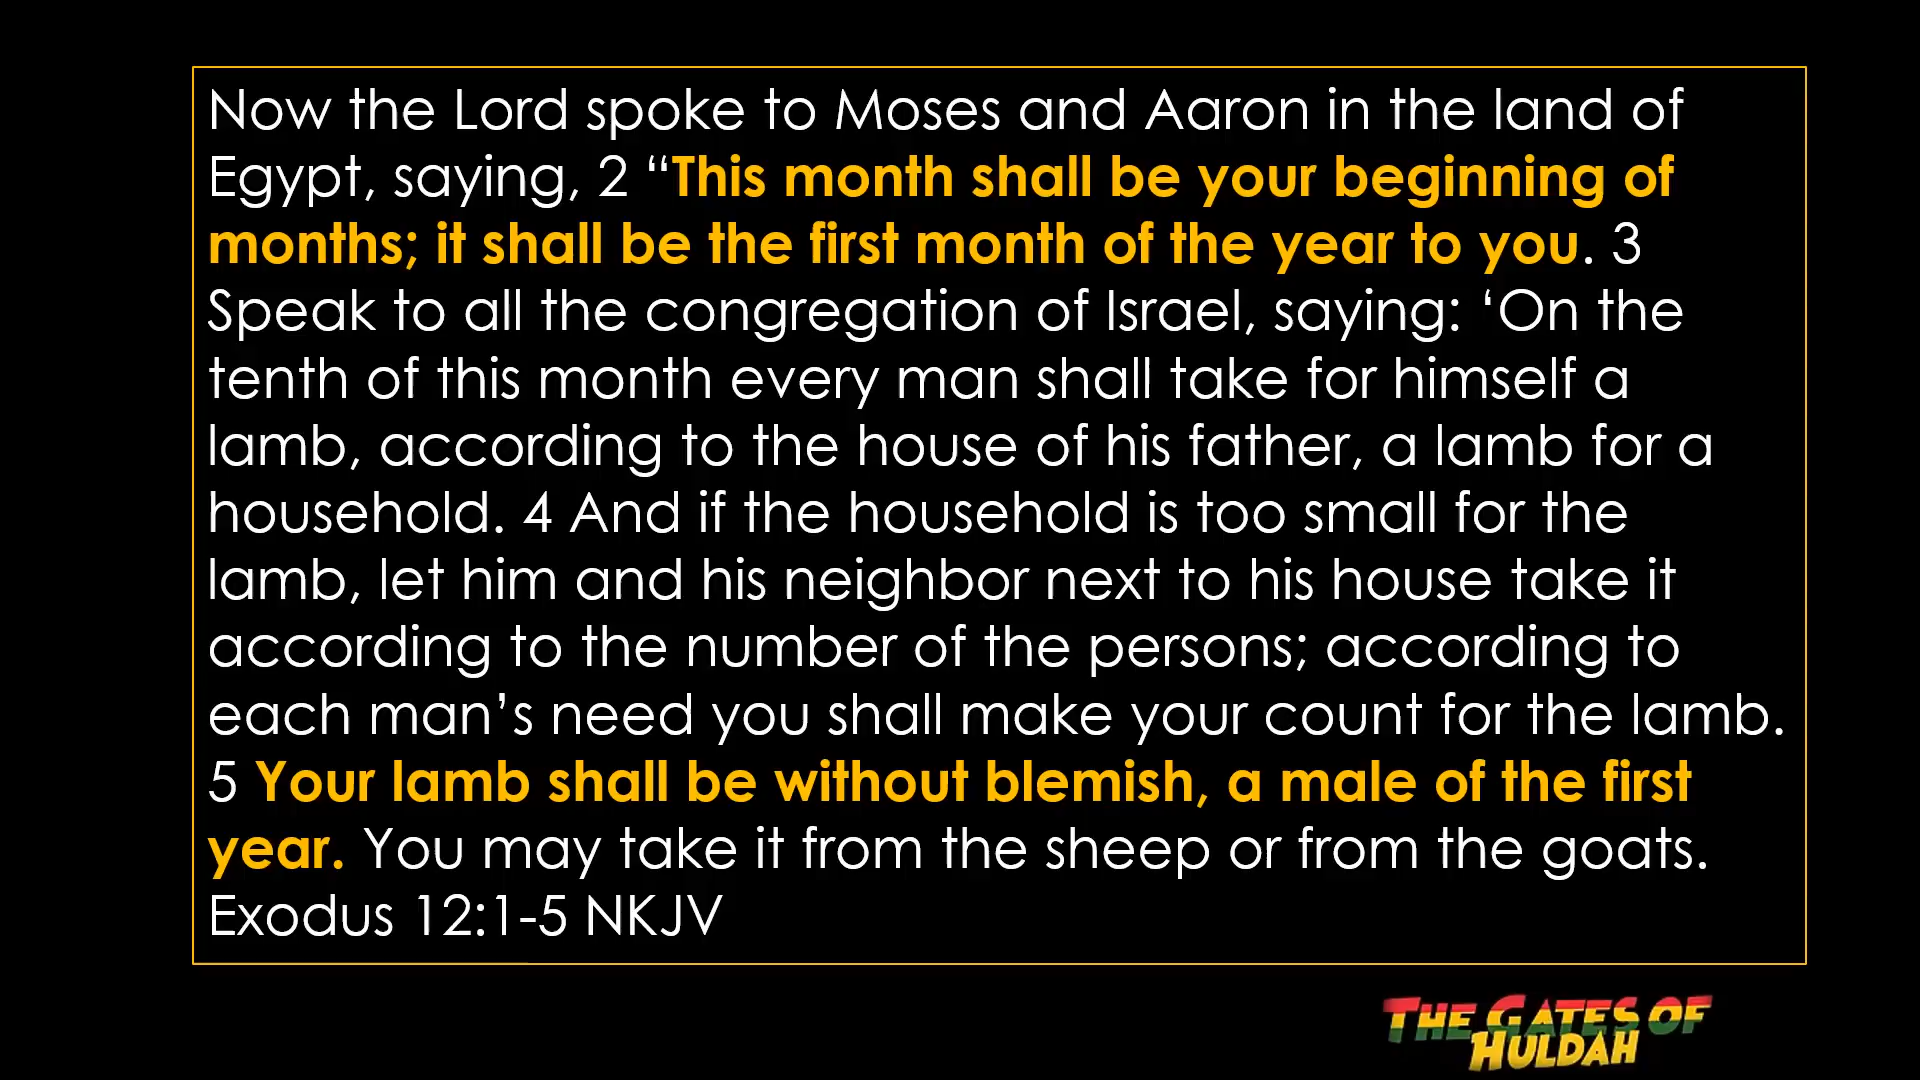 Now the Lord spoke to Moses and Aaron in the land of
Egypt, saying, 2 “This month shall be your beginning of
months; it shall be the first month of the year to you. 3
Speak to all the congregation of Israel, saying: ‘On the
tenth of this month every man shall take for himself a
lamb, according to the house of his father, a lamb for a
household. 4 And if the household is too small for the
lamb, let him and his neighbor next to his house take it
according to the number of the persons; according to
each man’s need you shall make your count for the lamb.
5 Your lamb shall be without blemish, a male of the first
year. You may take it from the sheep or from the goats.
Exodus 12:1-5 NKJV
THE GATES OF
HULDAH